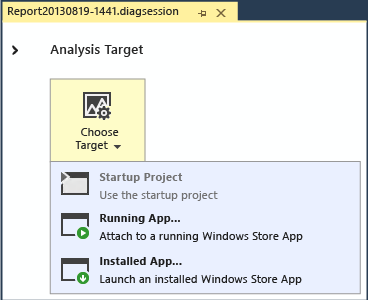 Report20130819-1441.diagsession
Analysis Target
Choose
Target
Startup Project
Use the startup project
Running App...
Attach to a running Windows Store App
Installed App...
Launch an installed Windows Store App